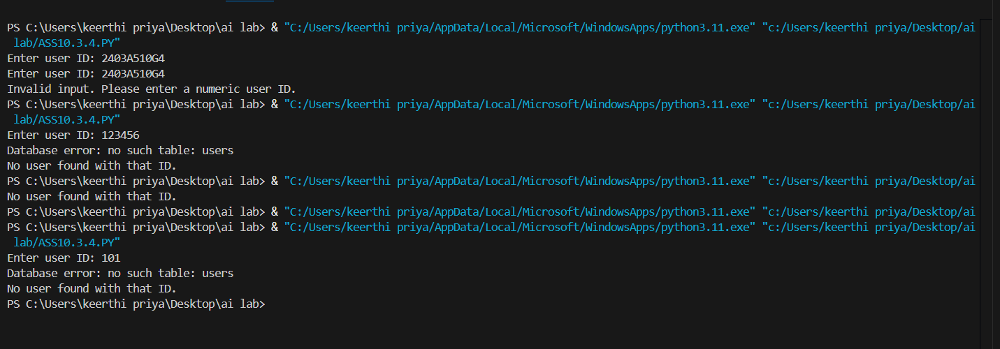 PS C:\Users\keerthi priya\Desktop\ai lab> & "C:/Users/keerthi priya/AppData/Local/Microsoft/WindowsApps/python3.11.exe" "c:/Users/keerthi priya/Desktop/ai
lab/ASS10.3.4.PY"
Enter user ID: 2403A510G4
Enter user ID: 2403A510G4
Invalid input. Please enter a numeric user ID.
PS C:\Users\keerthi priya\Desktop\ai lab> & "C:/Users/keerthi priya/AppData/Local/Microsoft/WindowsApps/python3.11.exe" "c:/Users/keerthi priya/Desktop/ai
lab/ASS10.3.4.PY"
Enter user ID: 123456
Database error: no such table: users
No user found with that ID.
PS C:\Users\keerthi priya\Desktop\ai lab> & "C:/Users/keerthi priya/AppData/Local/Microsoft/WindowsApps/python3.11.exe" "c:/Users/keerthi priya/Desktop/ai
No user found with that ID.
PS C:\Users\keerthi priya\Desktop\ai lab> & "C:/Users/keerthi priya/AppData/Local/Microsoft/WindowsApps/python3.11.exe" "c:/Users/keerthi priya/Desktop/ai
PS C:\Users\keerthi priya\Desktop\ai lab> & "C:/Users/keerthi priya/AppData/Local/Microsoft/WindowsApps/python3.11.exe" "c:/Users/keerthi priya/Desktop/ai
lab/ASS10.3.4.PY"
Enter user ID: 101
Database error: no such table: users
No user found with that ID.
PS C:\Users\keerthi priya\Desktop\ai lab>